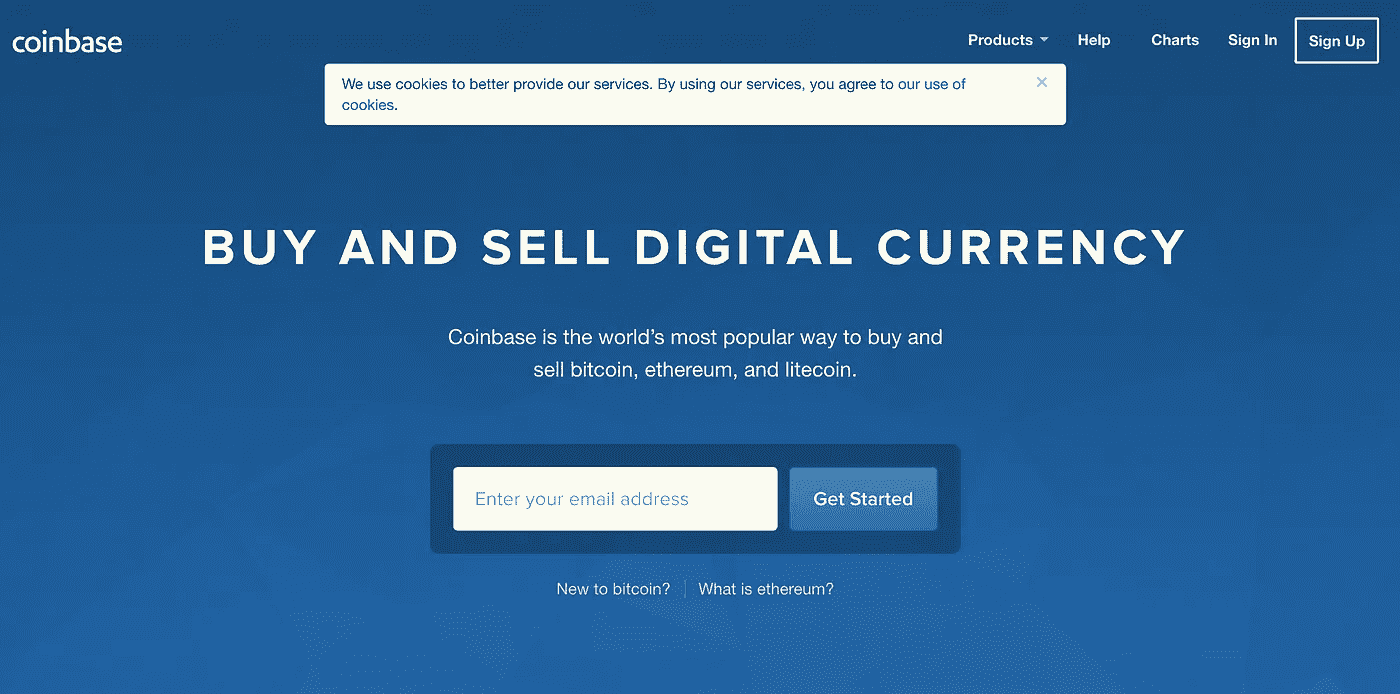 coinbase
Products
Help
Charts
Sign In
Sign Up
We use cookies to better provide our services. By using our services, you agree to our use of
cookies.
BUY AND SELL DIGITAL CURRENCY
Coinbase is the world’s most popular way to buy and
sell bitcoin, ethereum, and litecoin.
Enter your email address
Get Started
New to bitcoin?
What is ethereum?